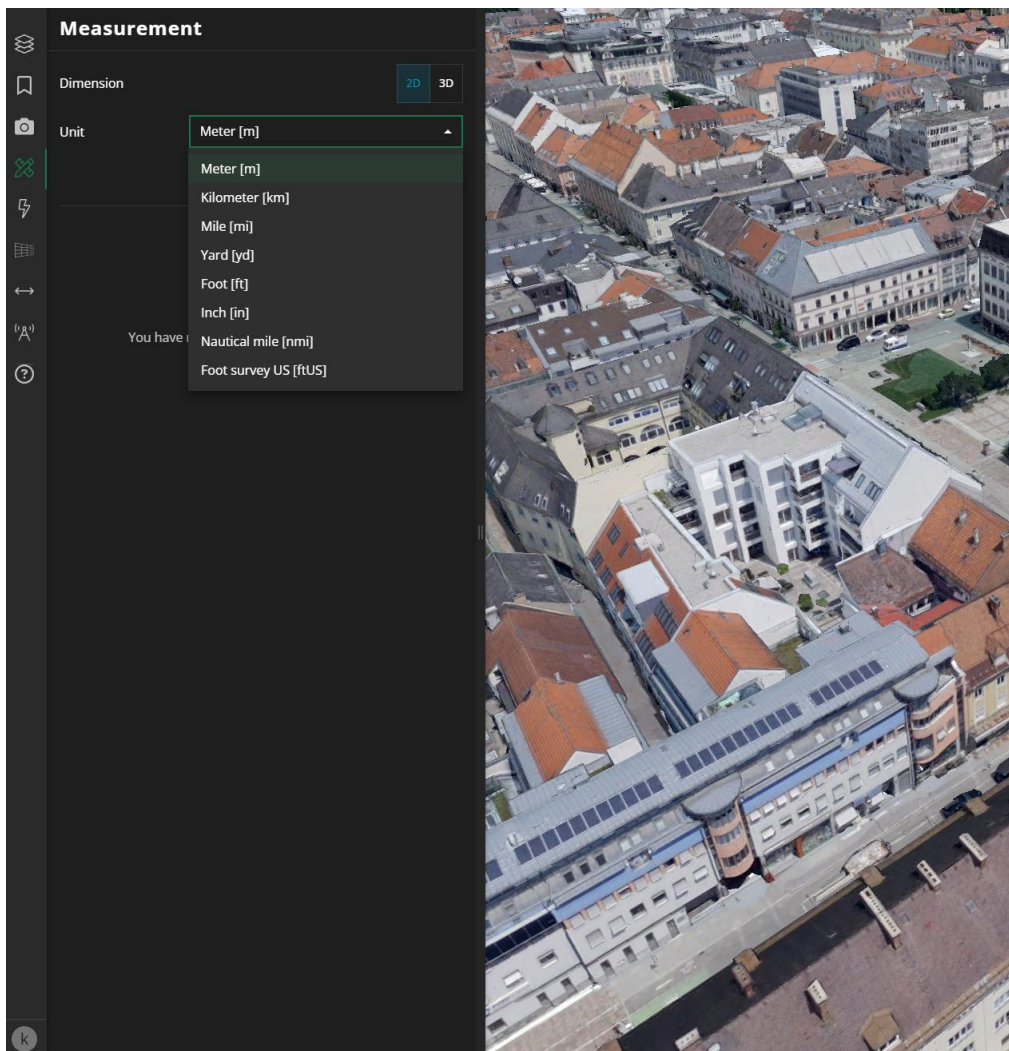 Measurement
Dimension 2D 3D
Unit Meter [m]
Meter [m]
Kilometer [km]
Mile [mi]
Yard [yd]
Foot [ft]
Inch [in]
Nautical mile [nmi]
You have
Foot survey US [ftUS]
k